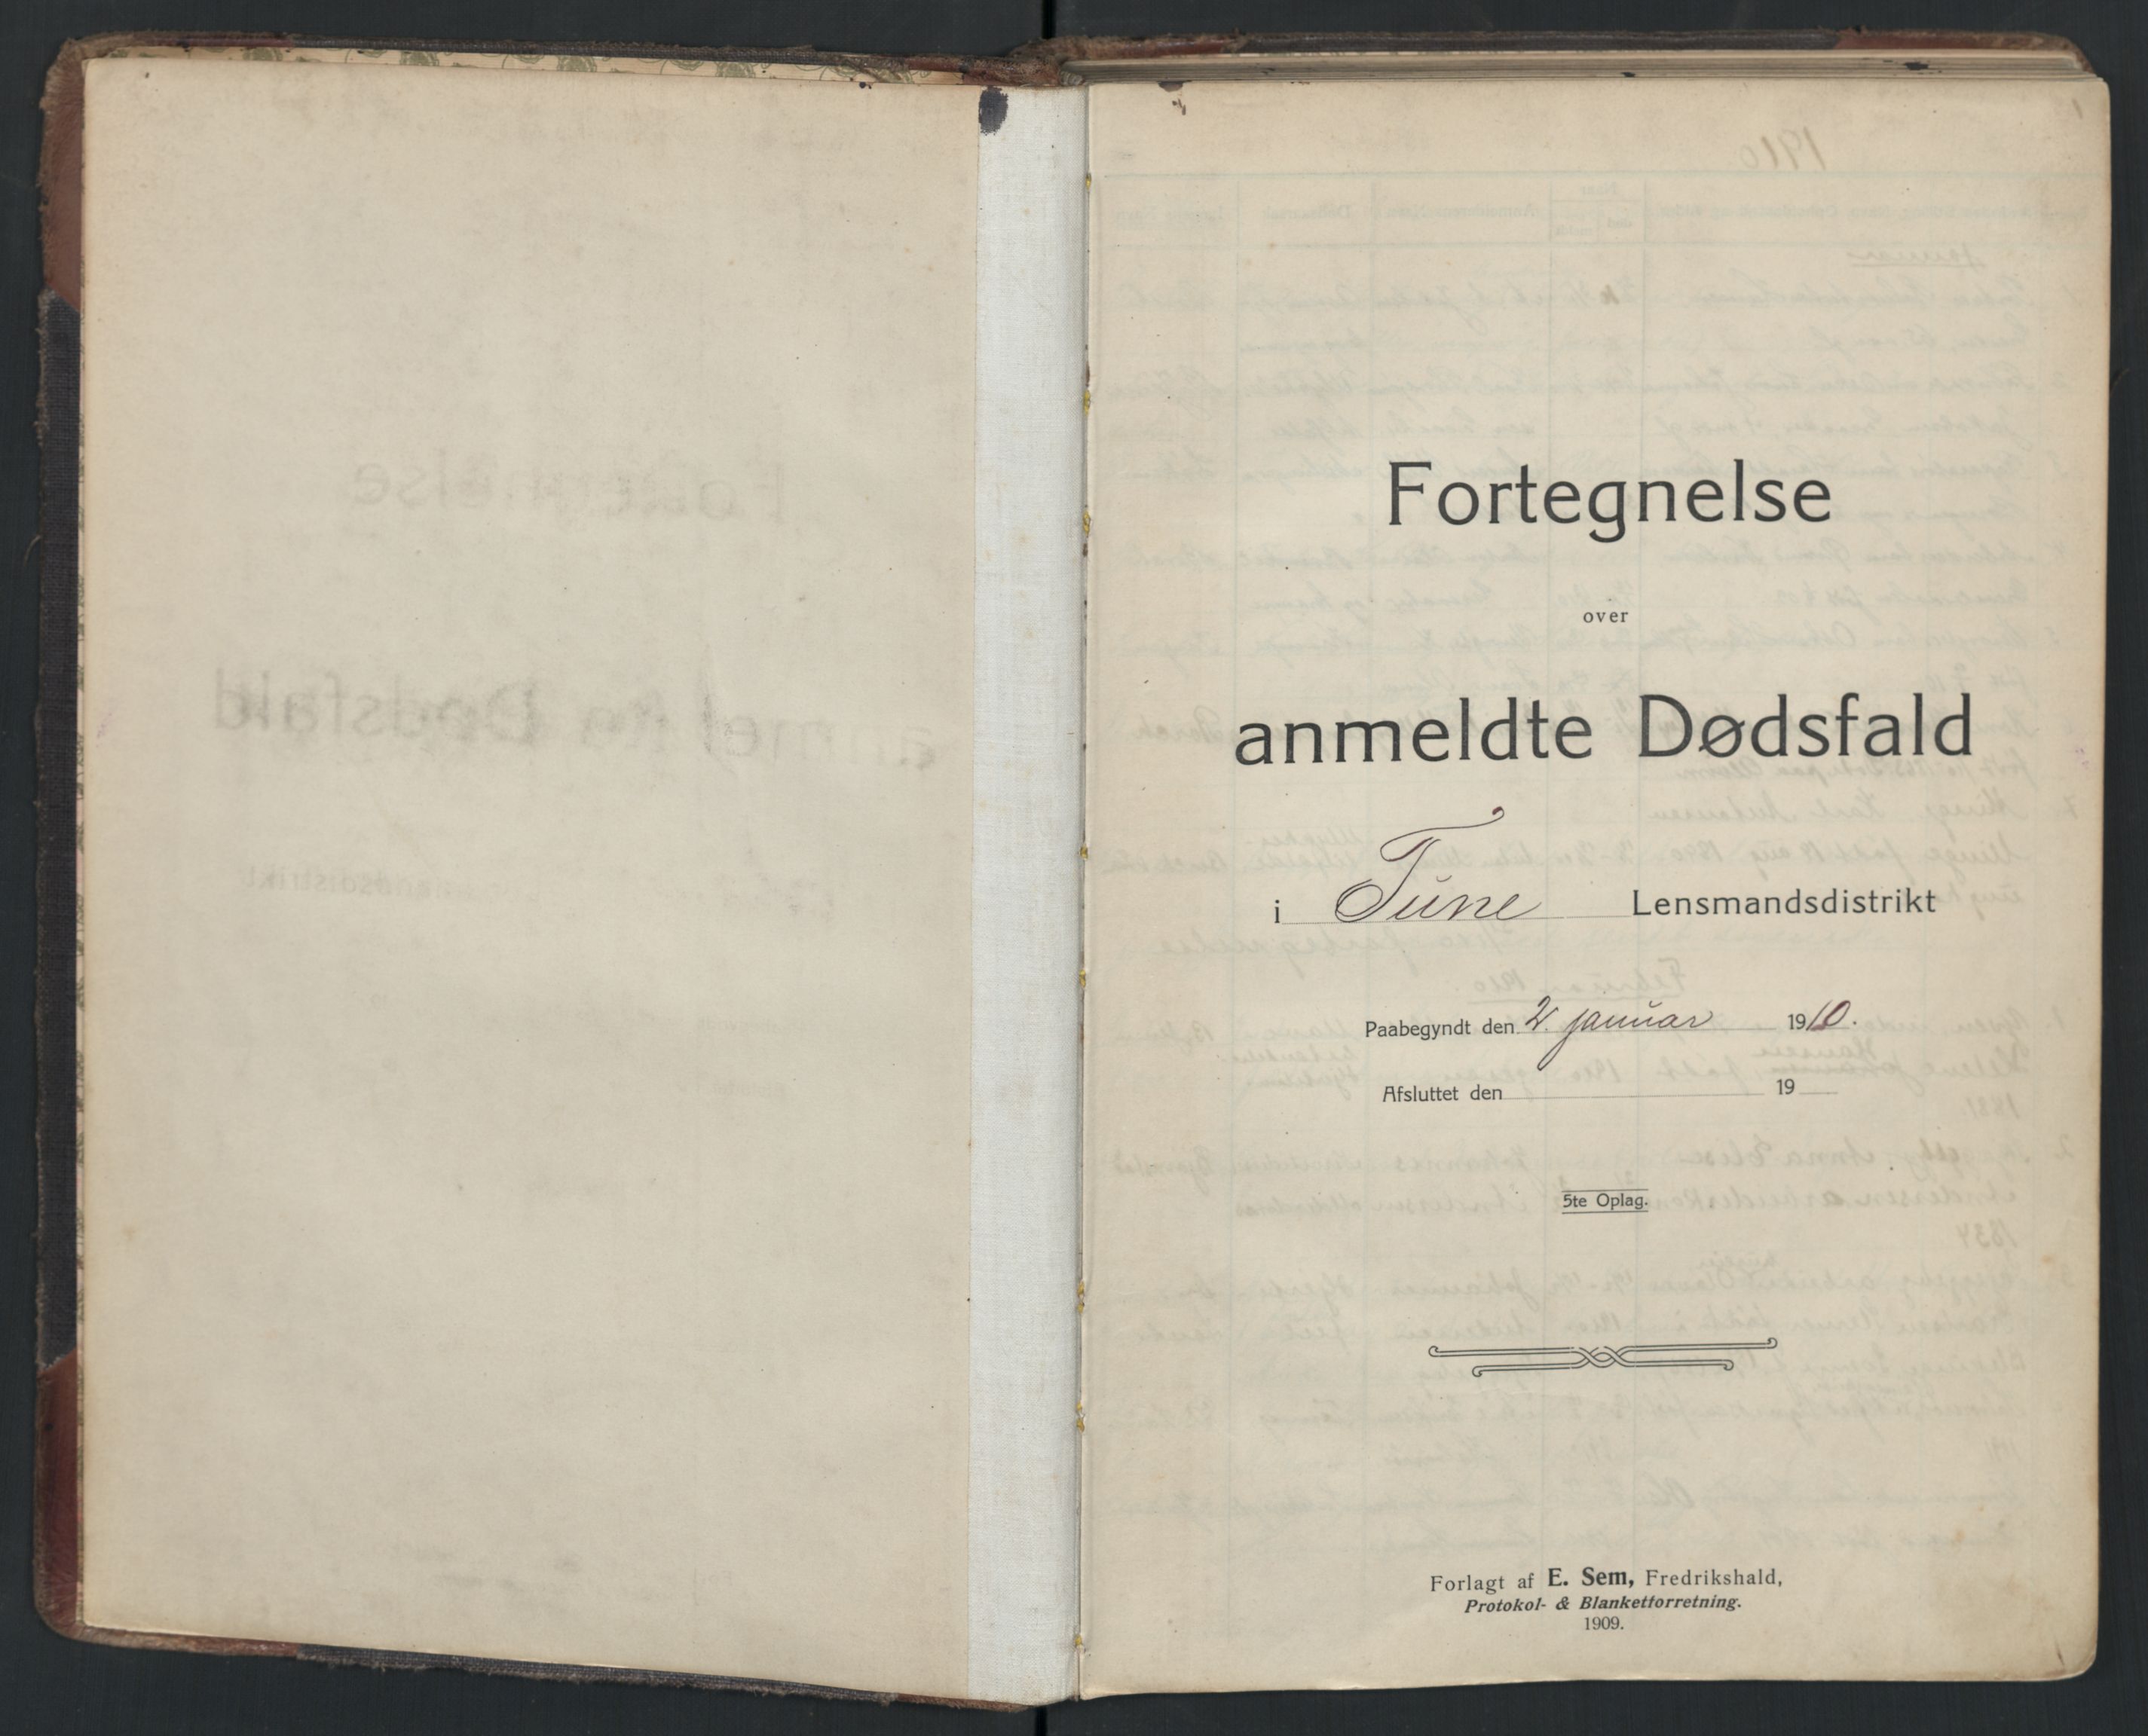 Fortegnelse
over
anmeldte Dødsfald
i Tune Lensmandsdistrikt
Paabegyndt den 2. januar 1910.
Afsluttet den 19
5te Oplag.
Forlagt af E. Sem, Fredrikshald,
Protokol- & Blanketforretning.
1909.